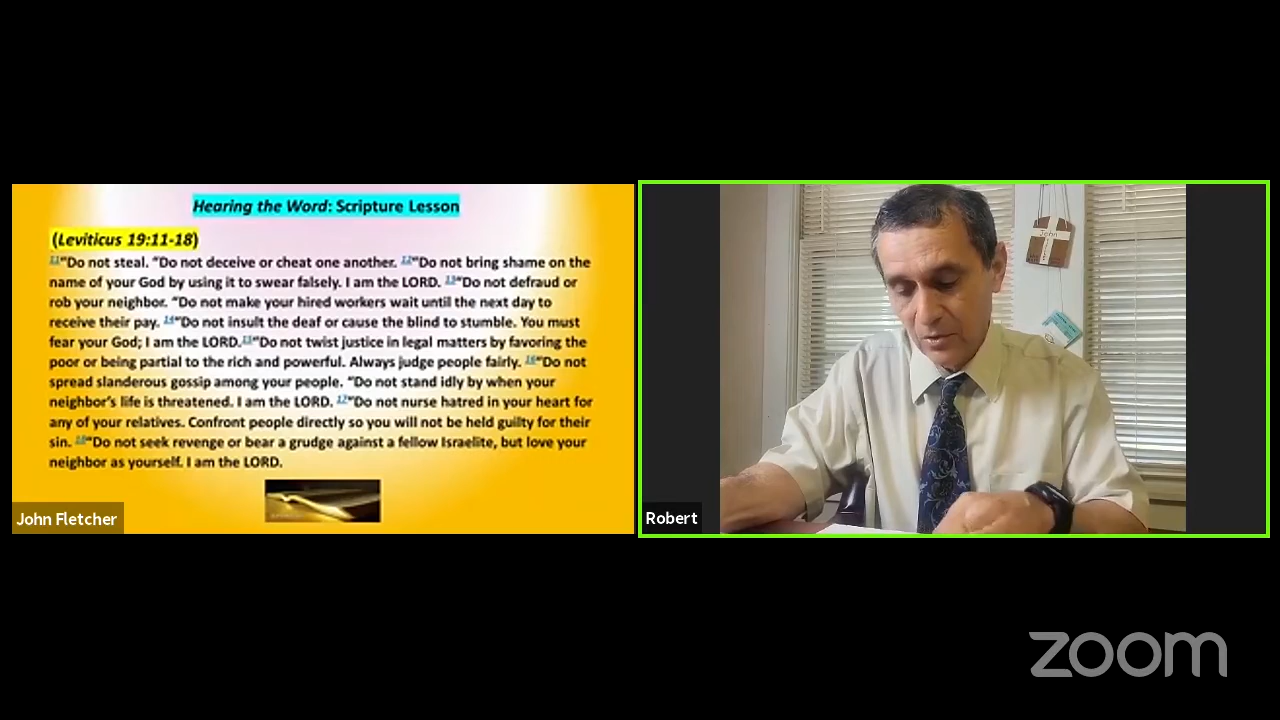 Hearing the Word: Scripture Lesson
(Leviticus 19:11-18)
11“Do not steal. “Do not deceive or cheat one another. 12“Do not bring shame on the
name of your God by using it to swear falsely. I am the LORD. 13“Do not defraud or
rob your neighbor. “Do not make your hired workers wait until the next day to
receive their pay. 14“Do not insult the deaf or cause the blind to stumble. You must
fear your God; I am the LORD.15“Do not twist justice in legal matters by favoring the
poor or being partial to the rich and powerful. Always judge people fairly. 16“Do not
spread slanderous gossip among your people. “Do not stand idly by when your
neighbor’s life is threatened. I am the LORD. 17“Do not nurse hatred in your heart for
any of your relatives. Confront people directly so you will not be held guilty for their
sin. 18“Do not seek revenge or bear a grudge against a fellow Israelite, but love your
neighbor as yourself. I am the LORD.
John Fletcher
John
Robert
zoom